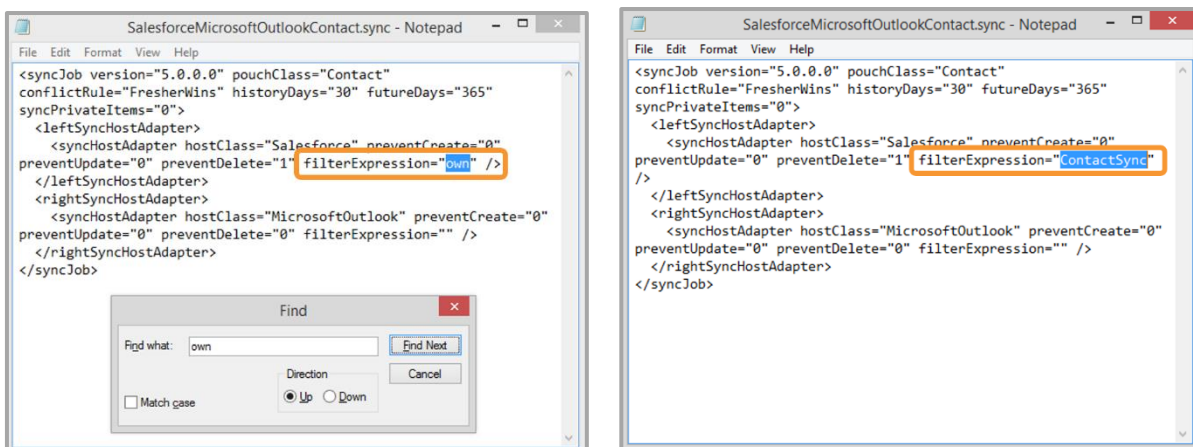 SalesforceMicrosoftOutlookContact.sync - Notepad
File Edit Format View Help
<syncJob version="5.0.0.0" pouchClass="Contact"
conflictRule="FresherWins" historyDays="30" futureDays="365"
syncPrivateItems="0">
<leftSyncHostAdapter>
<syncHostAdapter hostClass="Salesforce" preventCreate="0"
preventUpdate="0" preventDelete="1" filterExpression="own" />
</leftSyncHostAdapter>
<rightSyncHostAdapter>
<syncHostAdapter hostClass="MicrosoftOutlook" preventCreate="0"
preventUpdate="0" preventDelete="0" filterExpression="" />
</rightSyncHostAdapter>
</syncJob>
Find
Find what: own
Find Next
Direction
Cancel
Match case
Up Down
SalesforceMicrosoftOutlookContact.sync - Notepad
File Edit Format View Help
<syncJob version="5.0.0.0" pouchClass="Contact"
conflictRule="FresherWins" historyDays="30" futureDays="365"
syncPrivateItems="0">
<leftSyncHostAdapter>
<syncHostAdapter hostClass="Salesforce" preventCreate="0"
preventUpdate="0" preventDelete="1" filterExpression="ContactSync"
/>
</leftSyncHostAdapter>
<rightSyncHostAdapter>
<syncHostAdapter hostClass="MicrosoftOutlook" preventCreate="0"
preventUpdate="0" preventDelete="0" filterExpression="" />
</rightSyncHostAdapter>
</syncJob>